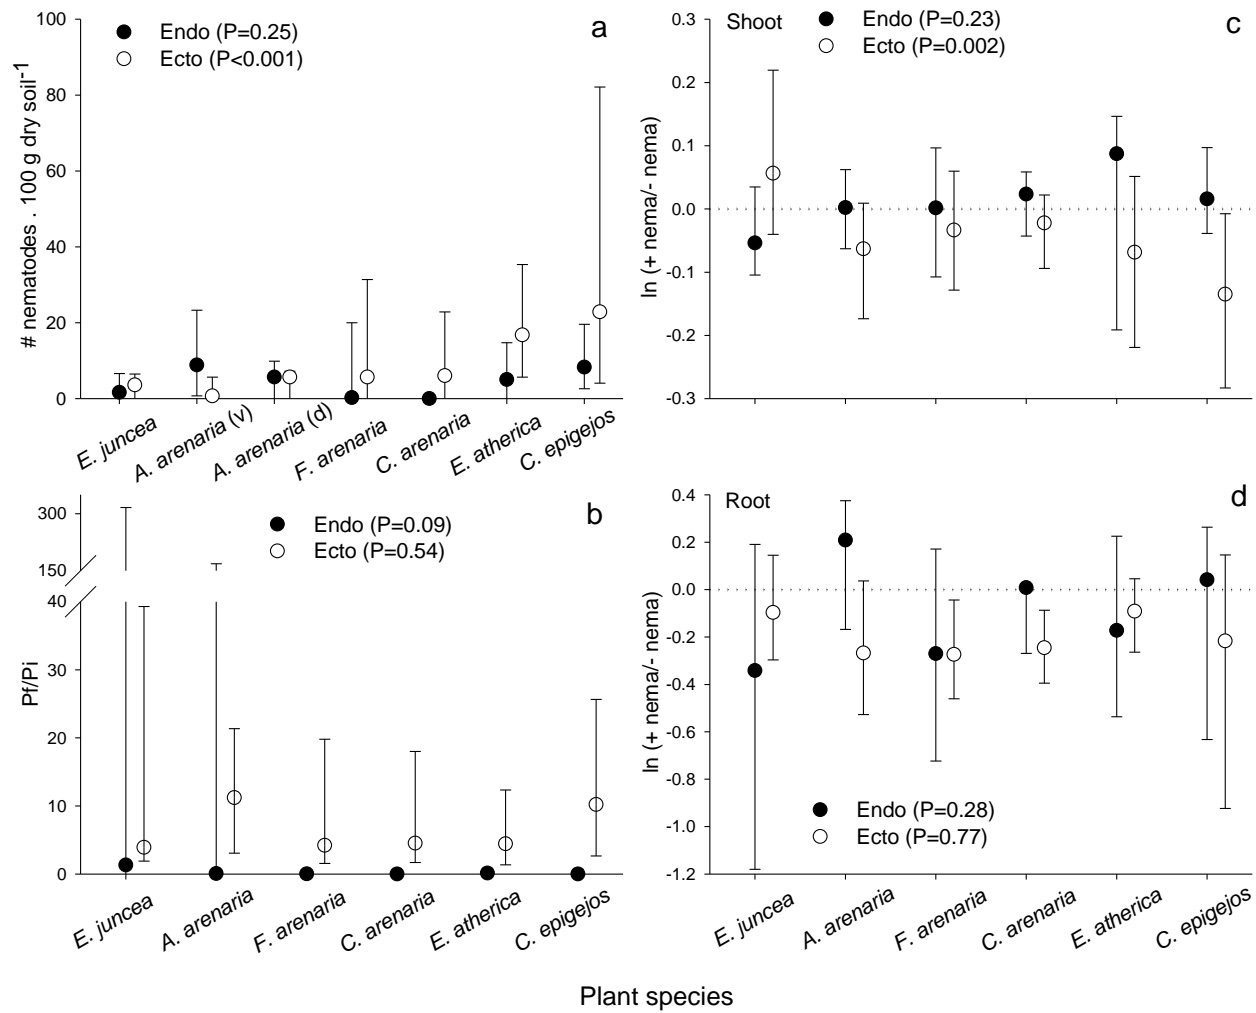 a
Endo (P=0.25)
Ecto (P<0.001)
# nematodes . 100 g dry soil-1
100
80
60
40
20
0
E. juncea
A. arenaria (v)
A. arenaria (d)
F. arenaria
C. arenaria
E. atherica
C. epigejos
b
Endo (P=0.09)
Ecto (P=0.54)
Pf/Pi
300
150
40
30
20
10
0
E. juncea
A. arenaria
F. arenaria
C. arenaria
E. atherica
C. epigejos
Shoot
c
Endo (P=0.23)
Ecto (P=0.002)
ln (+ nema/- nema)
0.3
0.2
0.1
0.0
-0.1
-0.2
-0.3
Root
d
ln (+ nema/- nema)
0.4
0.2
0.0
-0.2
-0.4
-0.6
-0.8
-1.0
-1.2
Endo (P=0.28)
Ecto (P=0.77)
E. juncea
A. arenaria
F. arenaria
C. arenaria
E. atherica
C. epigejos
Plant species